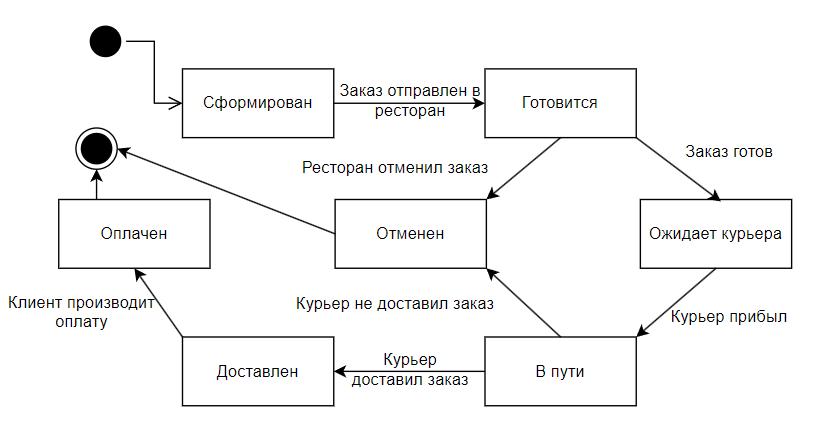 Сформирован
Заказ отправлен в
ресторан
Готовится
Заказ готов
Ресторан отменил заказ
Оплачен
Отменен
Ожидает курьера
Клиент производит
оплату
Курьер не доставил заказ
Курьер прибыл
Доставлен
Курьер
доставил заказ
В пути